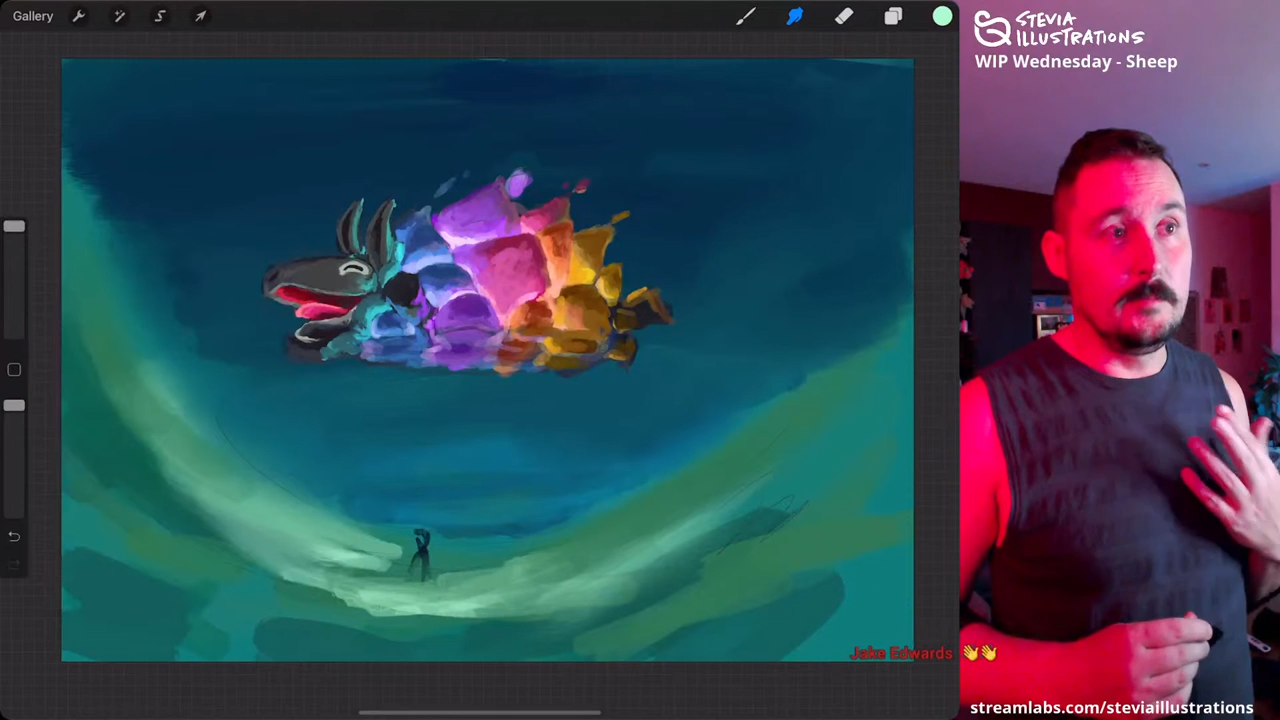 Gallery
STEVIA
ILLUSTRATIONS
WIP Wednesday - Sheep
Jake Edwards 👋👋
streamlabs.com/steviaillustrations